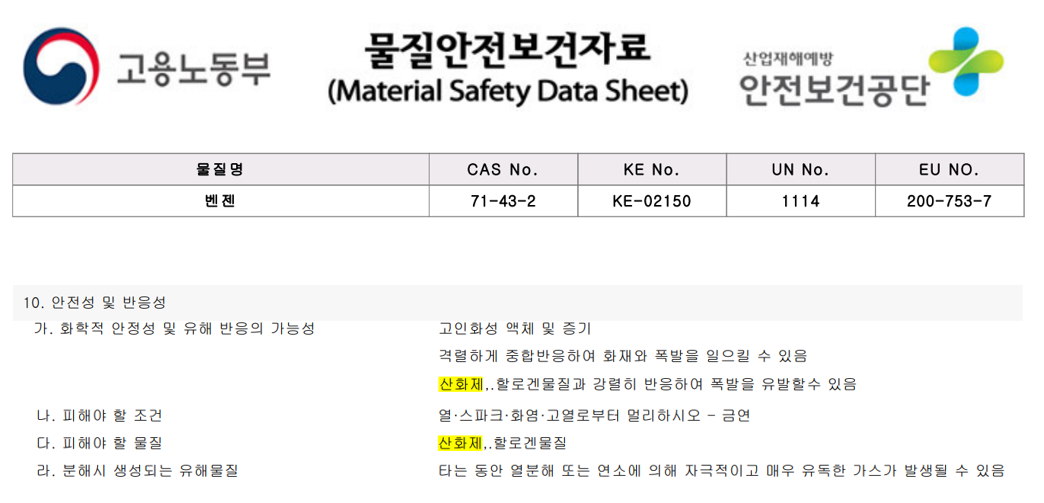 고용노동부
물질안전보건자료
(Material Safety Data Sheet)
산업재해예방
안전보건공단
물질명 CAS No. KE No. UN No. EU NO.
벤젠 71-43-2 KE-02150 1114 200-753-7
10. 안전성 및 반응성
가. 화학적 안정성 및 유해 반응의 가능성 고인화성 액체 및 증기
격렬하게 중합반응하여 화재와 폭발을 일으킬 수 있음
산화제,.할로겐물질과 강렬히 반응하여 폭발을 유발할수 있음
나. 피해야 할 조건 열·스파크·화염·고열로부터 멀리하시오 - 금연
다. 피해야 할 물질 산화제,.할로겐물질
라. 분해시 생성되는 유해물질 타는 동안 열분해 또는 연소에 의해 자극적이고 매우 유독한 가스가 발생될 수 있음